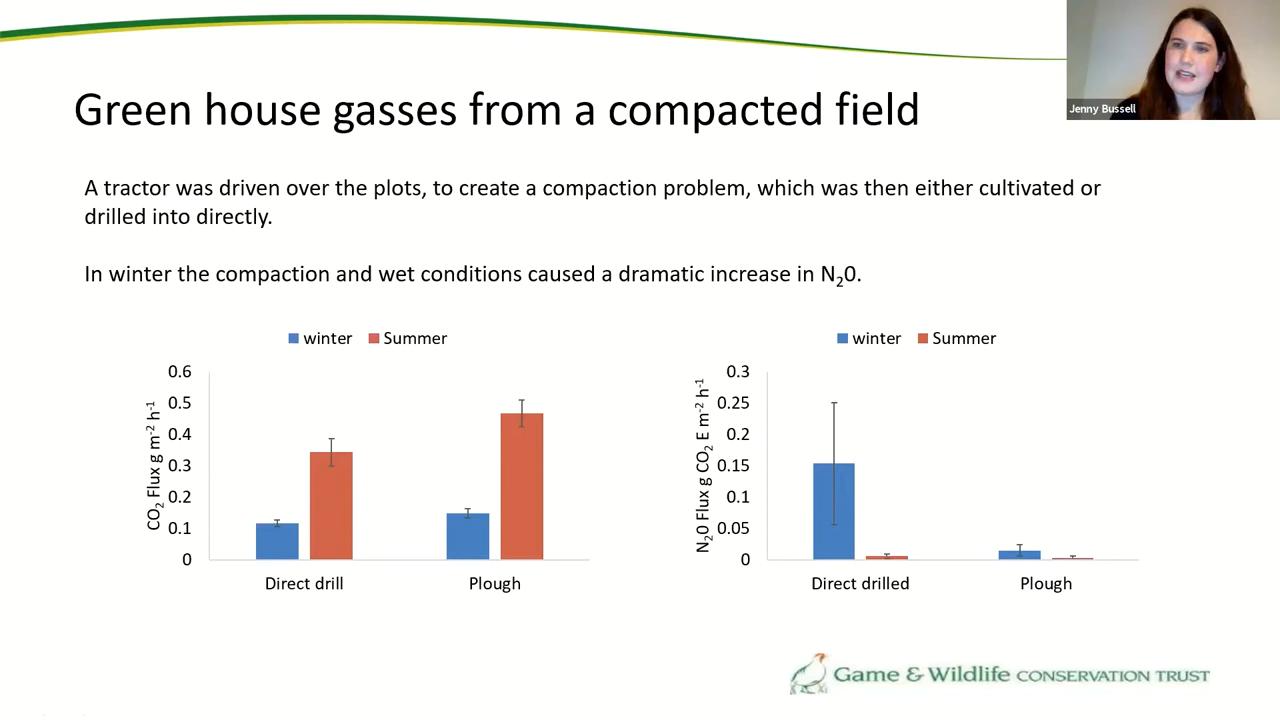 Jenny Bussell
Green house gasses from a compacted field
A tractor was driven over the plots, to create a compaction problem, which was then either cultivated or
drilled into directly.
In winter the compaction and wet conditions caused a dramatic increase in N₂0.
winter Summer
CO₂ Flux g m⁻² h⁻¹
0.6
0.5
0.4
0.3
0.2
0.1
0
Direct drill Plough
winter Summer
N₂0 Flux g CO₂ E m⁻² h⁻¹
0.3
0.25
0.2
0.15
0.1
0.05
0
Direct drilled Plough
Game & Wildlife CONSERVATION TRUST